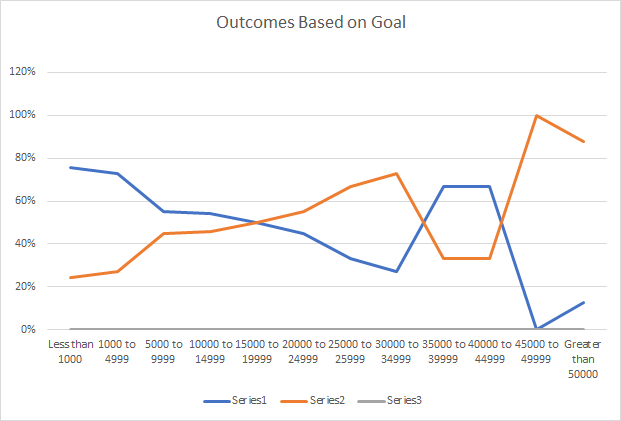 Outcomes Based on Goal
120%
100%
80%
60%
40%
20%
0%
Less than 1000 to 5000 to 10000 to 15000 to 20000 to 25000 to 30000 to 35000 to 40000 to 45000 to Greater
1000 4999 9999 14999 19999 24999 25999 34999 39999 44999 49999 than
50000
Series1 Series2 Series3